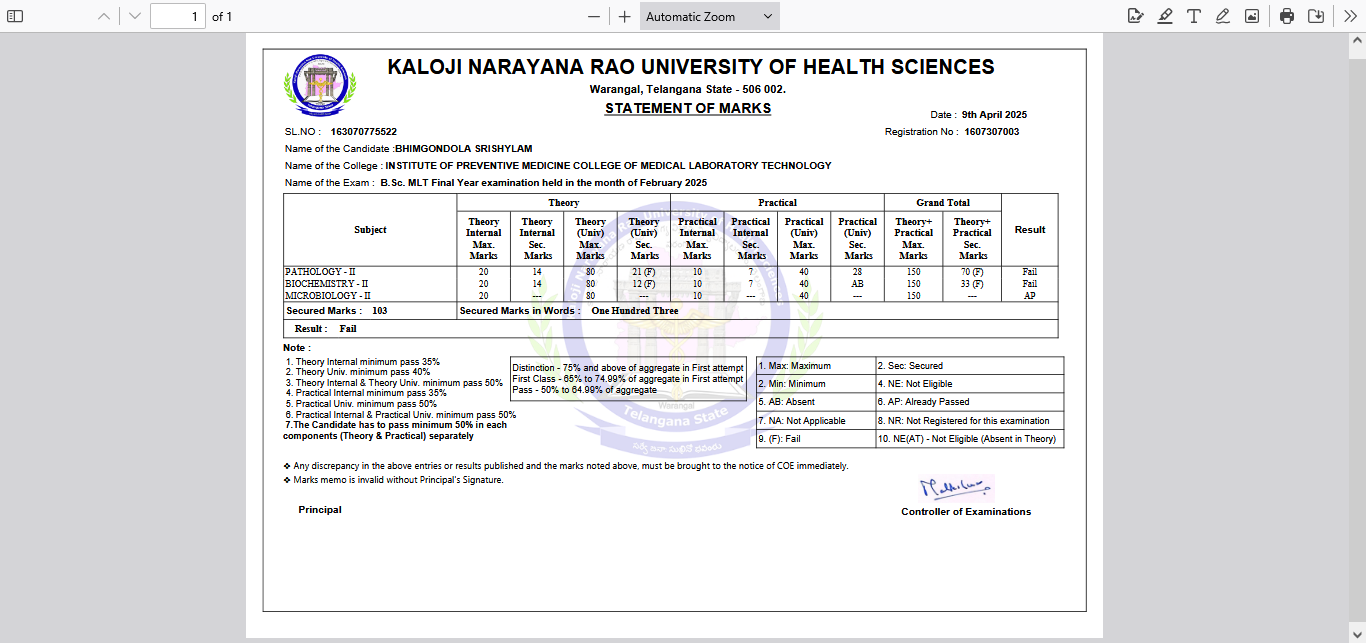 1 of 1 Automatic Zoom
KALOJI NARAYANA RAO UNIVERSITY OF HEALTH SCIENCES
Warangal, Telangana State - 506 002.
STATEMENT OF MARKS
Date : 9th April 2025
SL.NO : 163070775522 Registration No : 1607307003
Name of the Candidate :BHIMGONDOLA SRISHYLAM
Name of the College : INSTITUTE OF PREVENTIVE MEDICINE COLLEGE OF MEDICAL LABORATORY TECHNOLOGY
Name of the Exam : B.Sc. MLT Final Year examination held in the month of February 2025
Theory Practical Grand Total
Subject Result
Theory Theory Theory Theory Practical Practical Practical Practical Theory+ Theory+
Internal Internal (Univ) (Univ) Internal Internal (Univ) (Univ) Practical Practical
Max. Sec. Max. Sec. Max. Sec. Max. Sec. Max. Sec.
Marks Marks Marks Marks Marks Marks Marks Marks Marks Marks
PATHOLOGY - II 20 14 80 21 (F) 10 7 40 28 150 70 (F) Fail
BIOCHEMISTRY - II 20 14 80 12 (F) 10 7 40 AB 150 33 (F) Fail
MICROBIOLOGY - II 20 --- 80 --- 10 --- 40 --- 150 --- AP
Secured Marks : 103 Secured Marks in Words : One Hundred Three
Result : Fail
Note :
1. Theory Internal minimum pass 35%
2. Theory Univ. minimum pass 40%
3. Theory Internal & Theory Univ. minimum pass 50%
4. Practical Internal minimum pass 35%
5. Practical Univ. minimum pass 50%
6. Practical Internal & Practical Univ. minimum pass 50%
7.The Candidate has to pass minimum 50% in each
components (Theory & Practical) separately
Distinction - 75% and above of aggregate in First attempt
First Class - 65% to 74.99% of aggregate in First attempt
Pass - 50% to 64.99% of aggregate
1. Max: Maximum 2. Sec: Secured
2. Min: Minimum 4. NE: Not Eligible
5. AB: Absent 6. AP: Already Passed
7. NA: Not Applicable 8. NR: Not Registered for this examination
9. (F): Fail 10. NE(AT) - Not Eligible (Absent in Theory)
Warangal
Telangana State
❖ Any discrepancy in the above entries or results published and the marks noted above, must be brought to the notice of COE immediately.
❖ Marks memo is invalid without Principal's Signature.
Principal Controller of Examinations